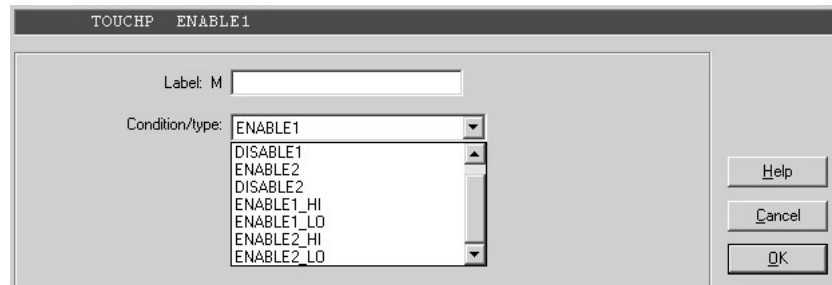 TOUCHP ENABLE1
Label: M
Condition/type: ENABLE1
DISABLE1
ENABLE2
DISABLE2
ENABLE1_HI
ENABLE1_LO
ENABLE2_HI
ENABLE2_LO
Help
Cancel
OK